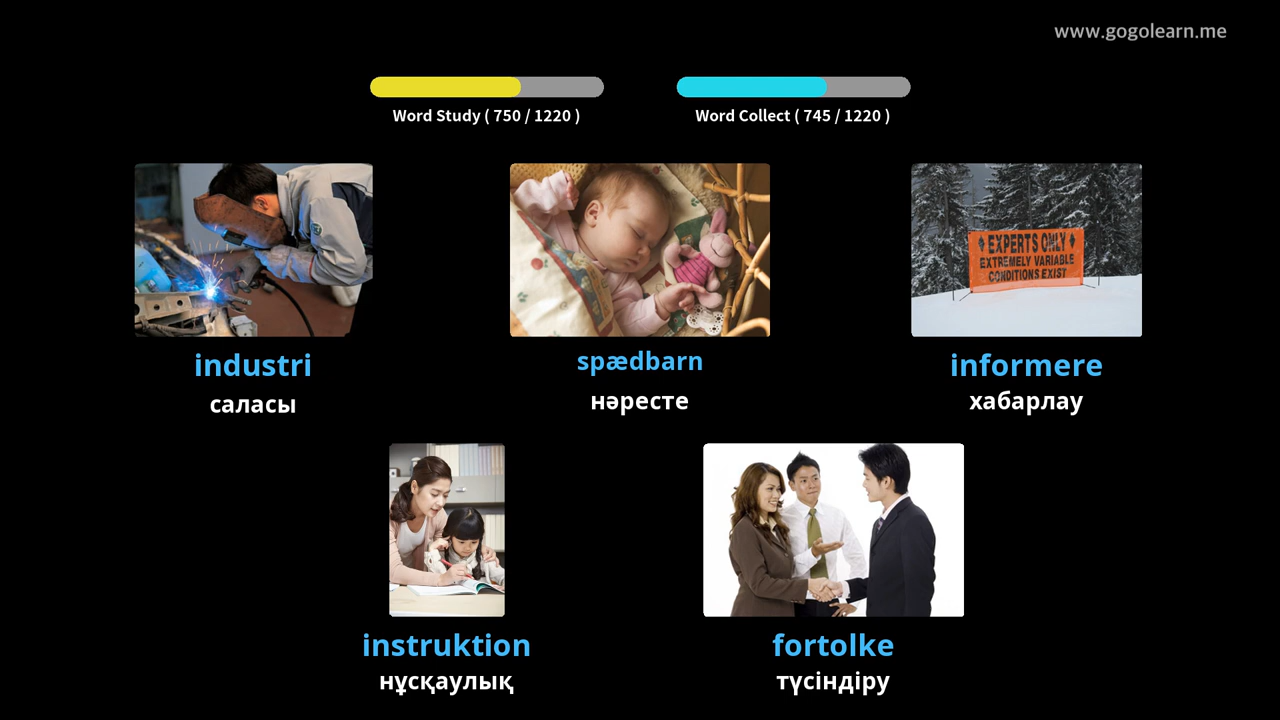 www.gogolearn.me
Word Study ( 750 / 1220 )
Word Collect ( 745 / 1220 )
EXPERTS ONLY
EXTREMELY VARIABLE
CONDITIONS EXIST
industri
саласы
spædbarn
нәресте
informere
хабарлау
instruktion
нұсқаулық
fortolke
түсіндіру